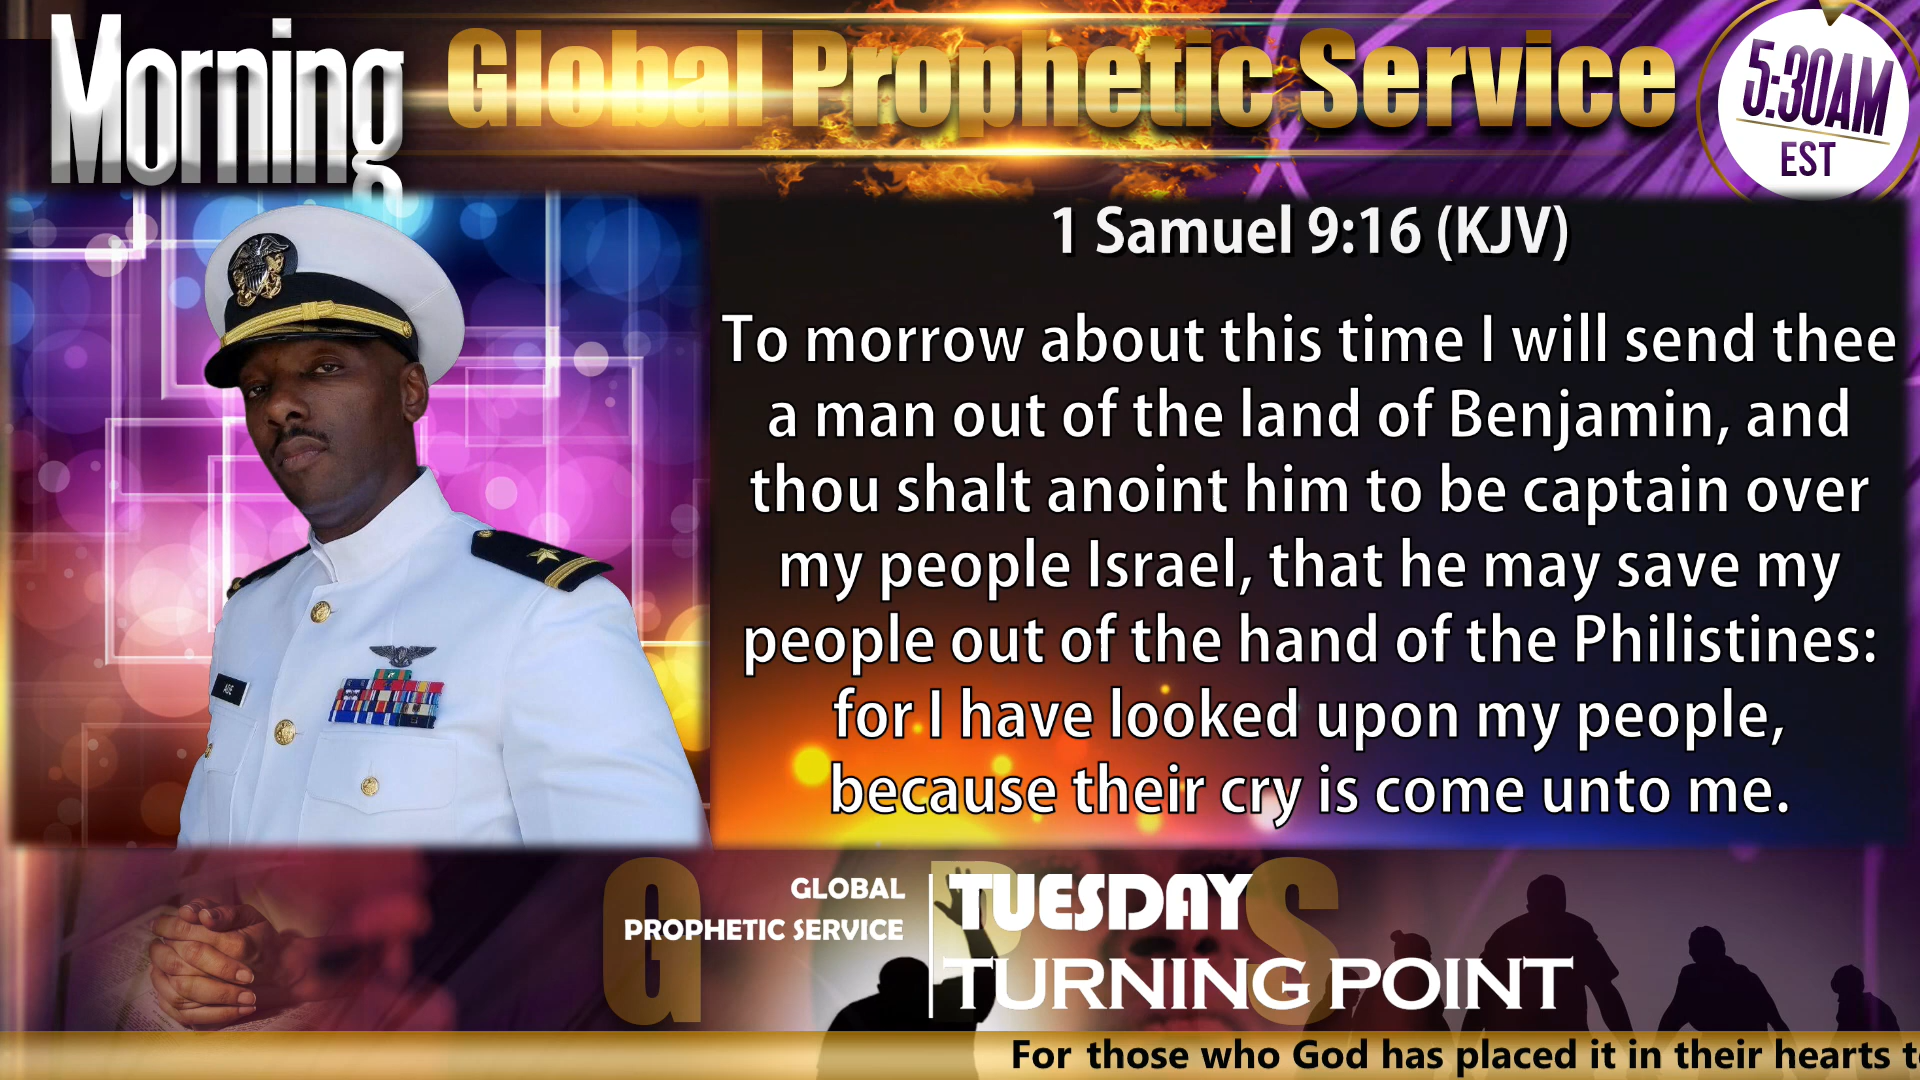 Morning
Global Prophetic Service
5:30AM
EST
1 Samuel 9:16 (KJV)
To morrow about this time I will send thee
a man out of the land of Benjamin, and
thou shalt anoint him to be captain over
my people Israel, that he may save my
people out of the hand of the Philistines:
for I have looked upon my people,
because their cry is come unto me.
ABE
GPS
GLOBAL
PROPHETIC SERVICE
TUESDAY
TURNING POINT
For those who God has placed it in their hearts t